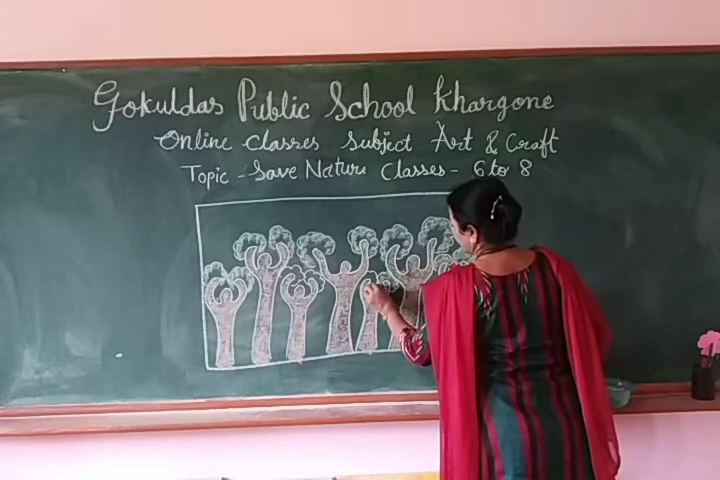 Gokuldas Public School Khargone
Online Classes Subject Art & Craft
Topic - Save Nature Classes - 6 to 8